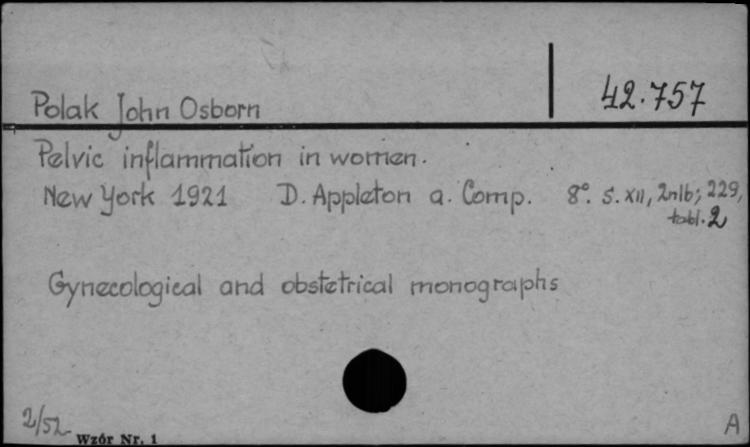 42.757
Polak John Osborn
Pelvic inflammation in women.
New York 1921 D. Appleton a. Comp. 8°. S. XII, 2nlb; 229,
tabl. 2
Gynecological and obstetrical monographs
2/52
Wzór Nr. 1
A